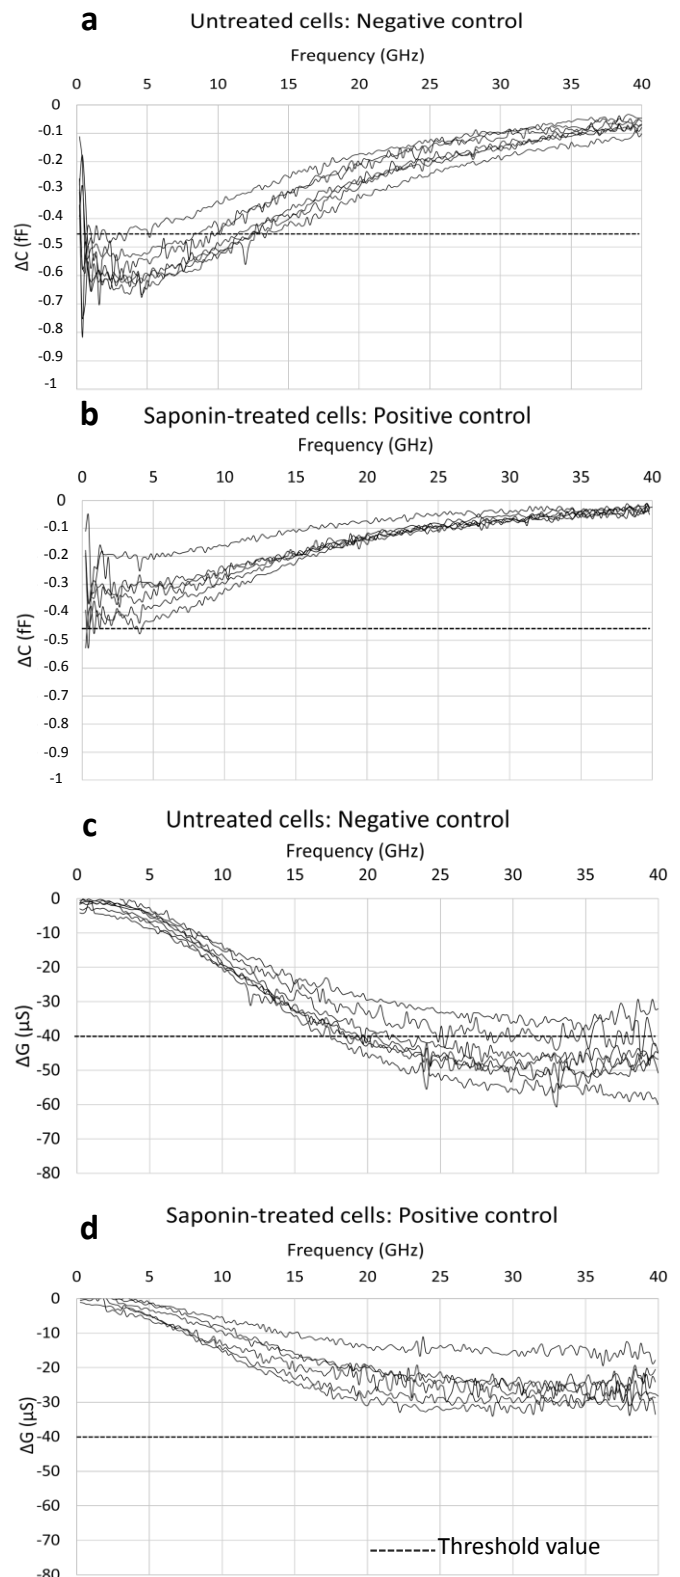 a
Untreated cells: Negative control
Frequency (GHz)
0 5 10 15 20 25 30 35 40
0
-0.1
-0.2
-0.3
-0.4
-0.5
-0.6
-0.7
-0.8
-0.9
-1
ΔC (fF)
b
Saponin-treated cells: Positive control
Frequency (GHz)
0 5 10 15 20 25 30 35 40
0
-0.1
-0.2
-0.3
-0.4
-0.5
-0.6
-0.7
-0.8
-0.9
-1
ΔC (fF)
c
Untreated cells: Negative control
Frequency (GHz)
0 5 10 15 20 25 30 35 40
0
-10
-20
-30
-40
-50
-60
-70
-80
ΔG (µS)
d
Saponin-treated cells: Positive control
Frequency (GHz)
0 5 10 15 20 25 30 35 40
0
-10
-20
-30
-40
-50
-60
-70
-80
ΔG (µS)
Threshold value